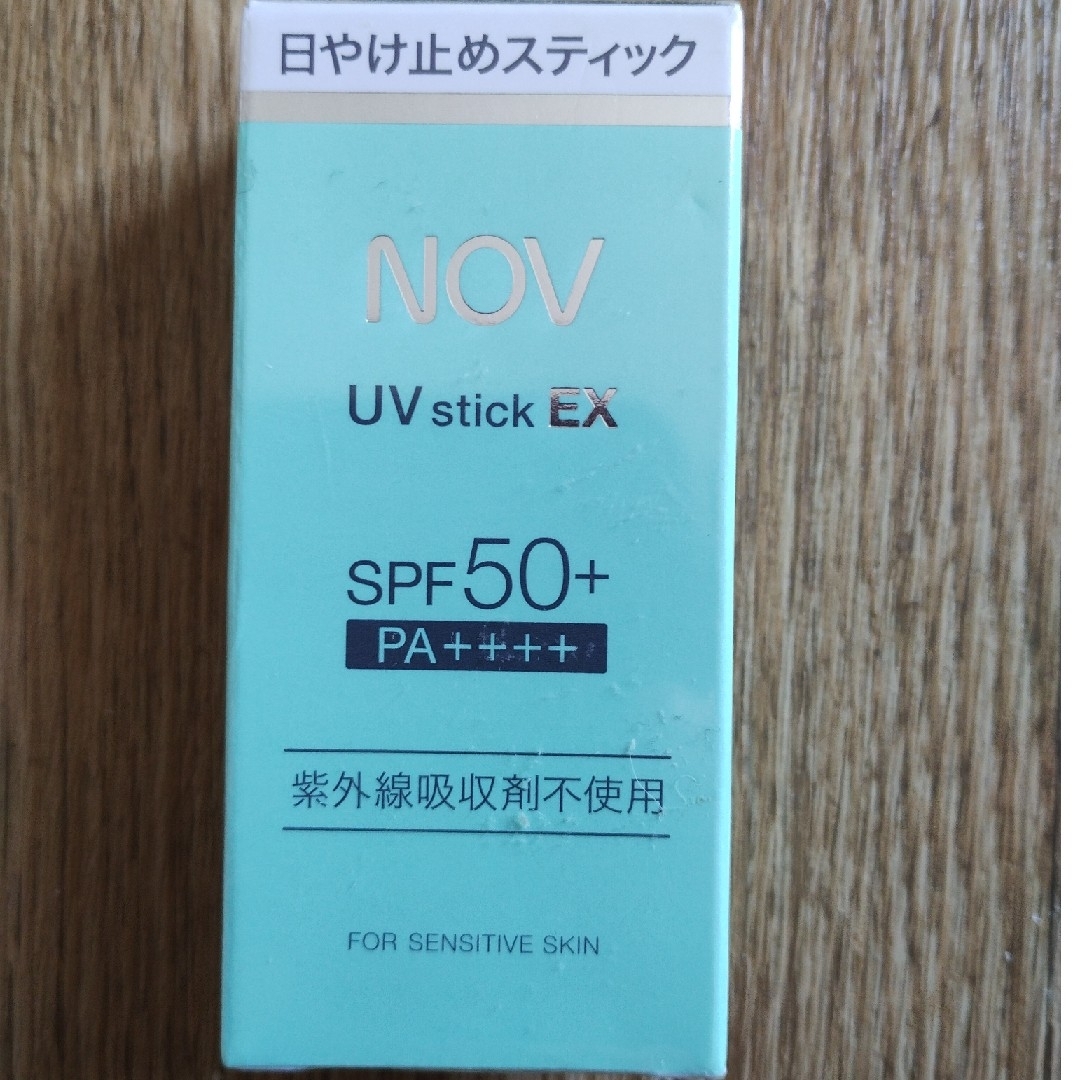 日やけ止めスティック
NOV
UV stick EX
SPF50+
PA++++
紫外線吸収剤不使用
FOR SENSITIVE SKIN